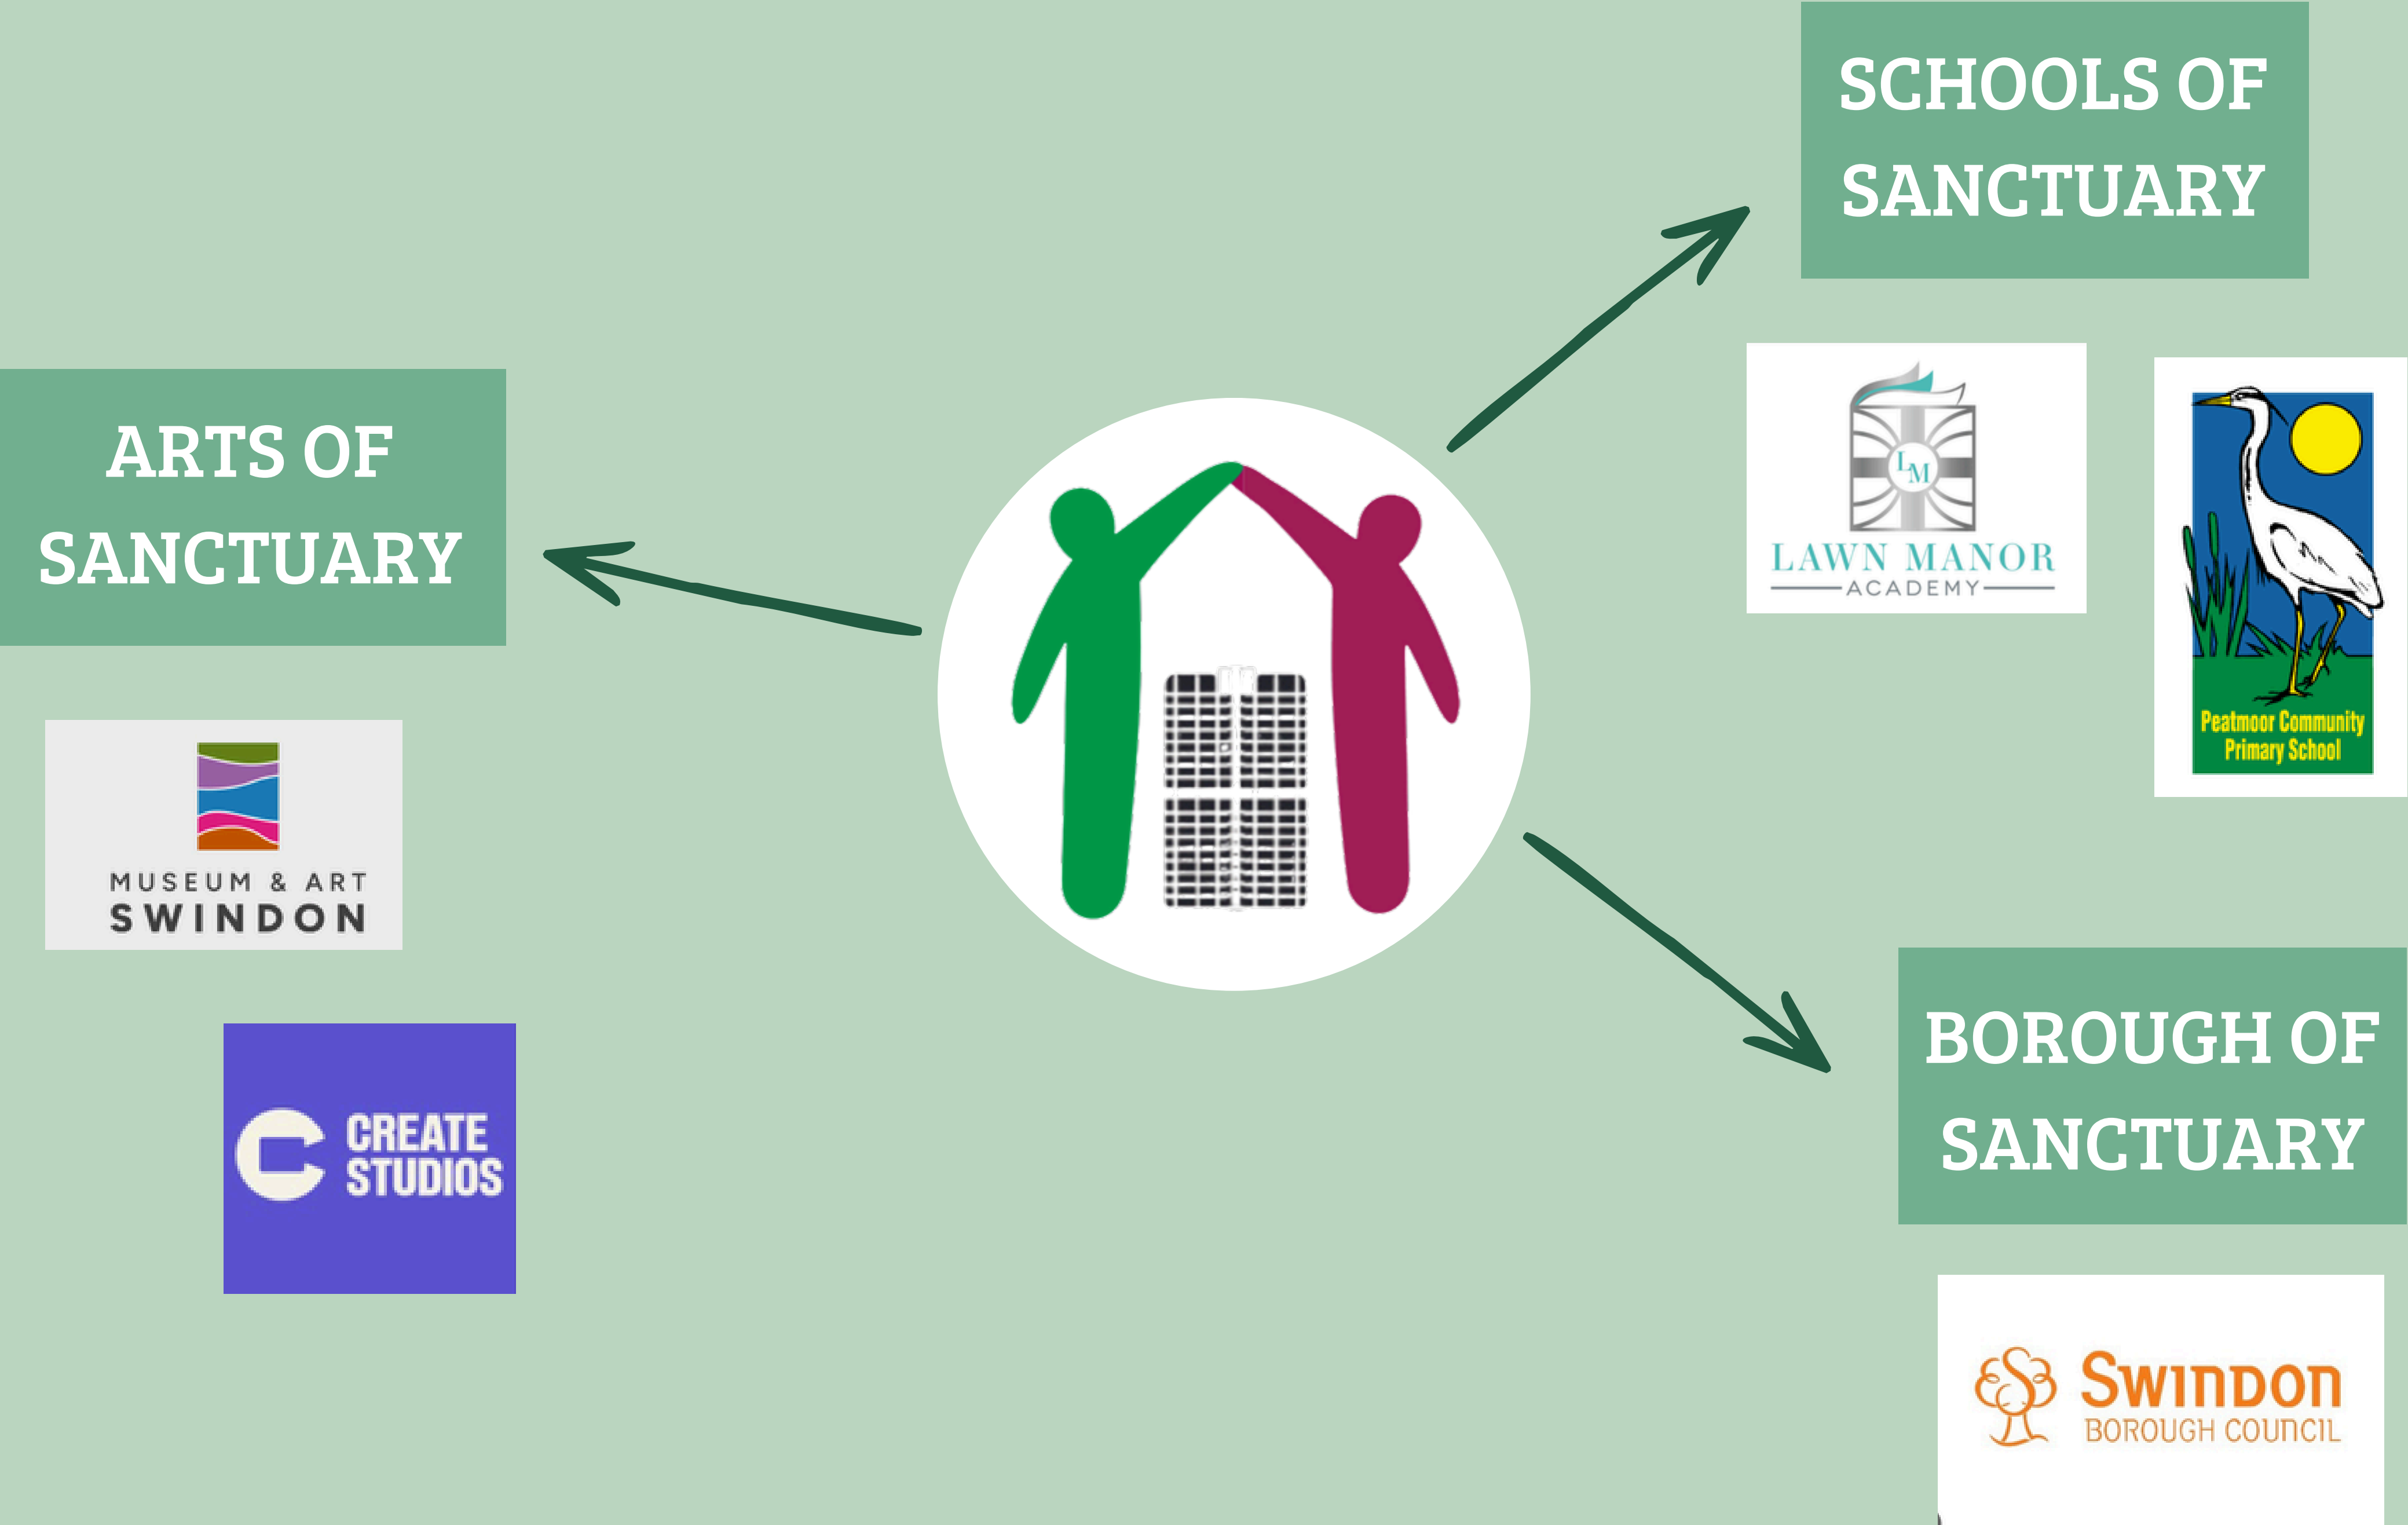 SCHOOLS OF
SANCTUARY
LM
LAWN MANOR
ACADEMY
Peatmoor Community
Primary School
ARTS OF
SANCTUARY
MUSEUM & ART
SWINDON
CREATE
STUDIOS
BOROUGH OF
SANCTUARY
SWINDON
BOROUGH COUNCIL